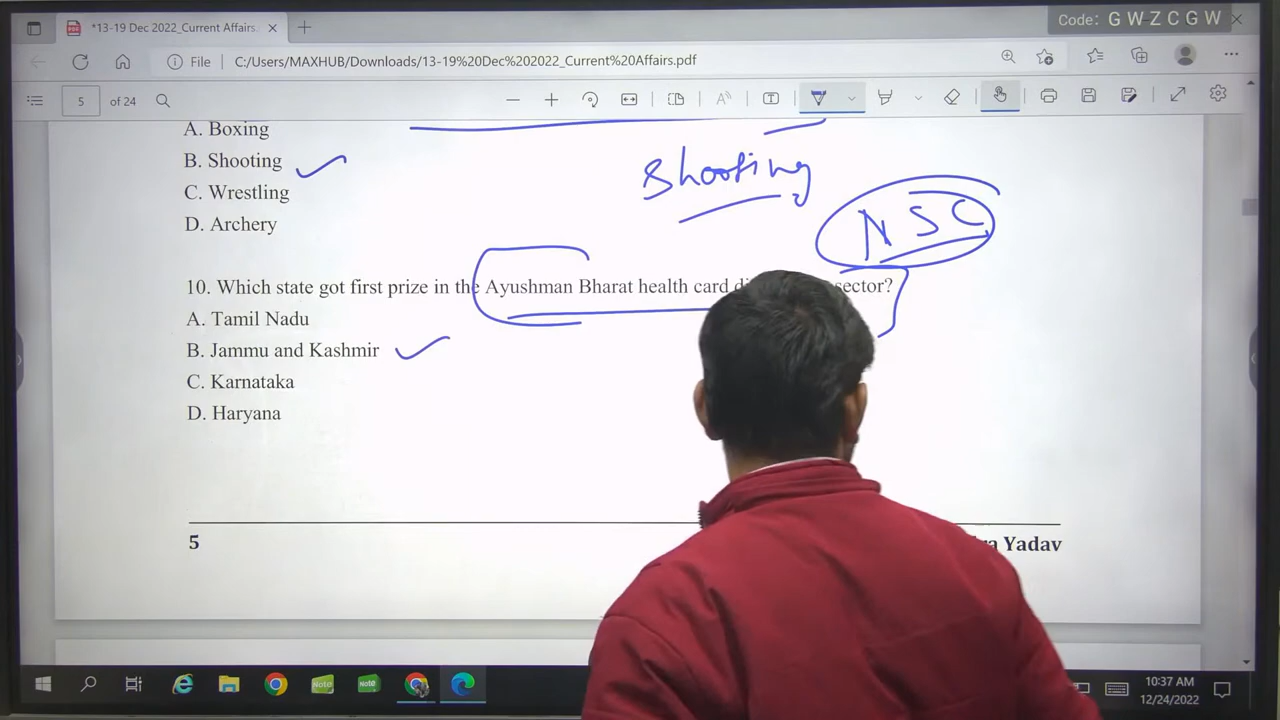 *13-19 Dec 2022_Current Affairs.
Code: G W Z C G W
File C:/Users/MAXHUB/Downloads/13-19%20Dec%202022_Current%20Affairs.pdf
5 of 24
A. Boxing
B. Shooting
Shooting
C. Wrestling
D. Archery
NSC
10. Which state got first prize in the Ayushman Bharat health card sector?
A. Tamil Nadu
B. Jammu and Kashmir
C. Karnataka
D. Haryana
5 Yadav
Note
Note
10:37 AM
12/24/2022